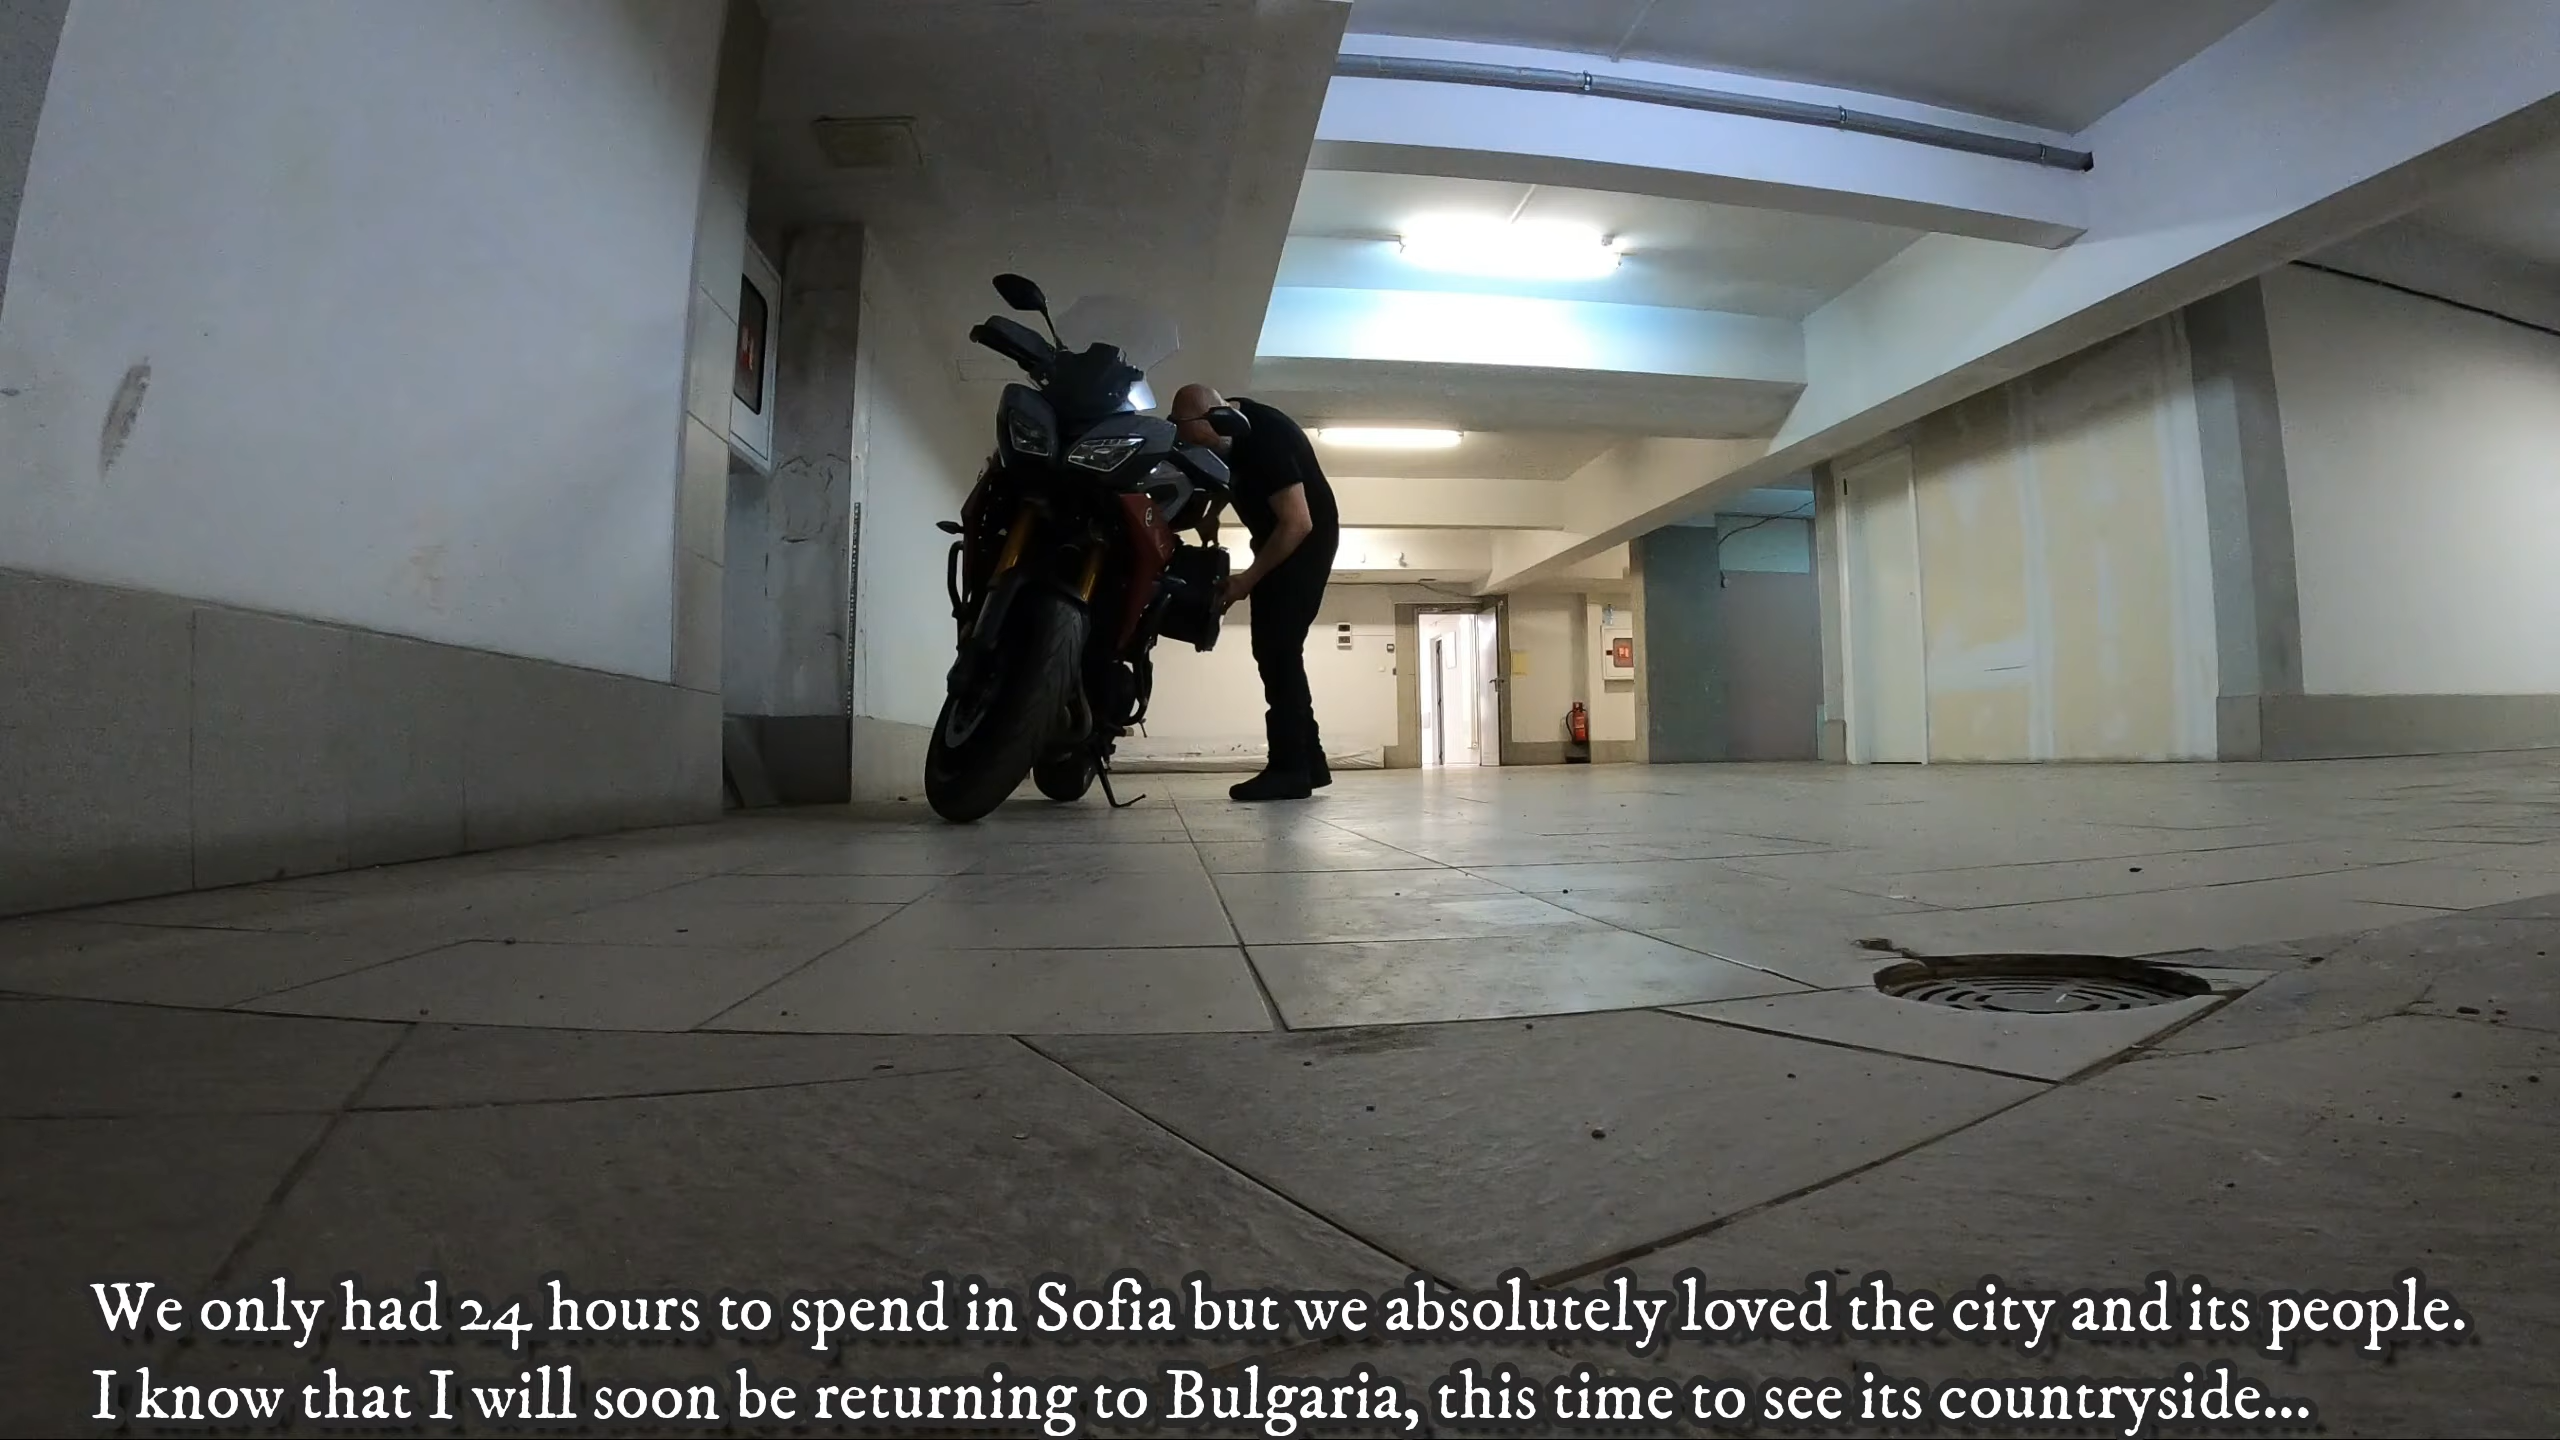 We only had 24 hours to spend in Sofia but we absolutely loved the city and its people.
I know that I will soon be returning to Bulgaria, this time to see its countryside...